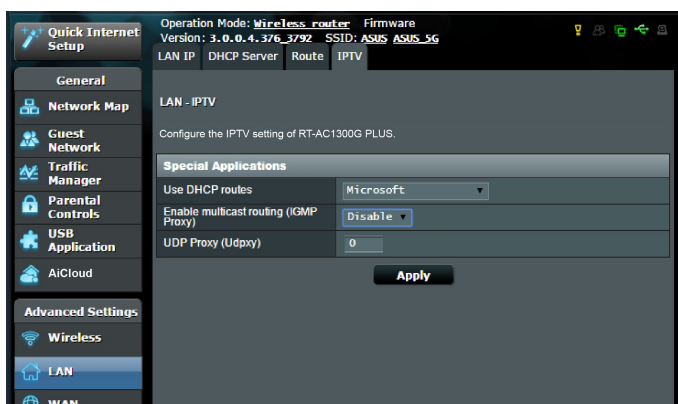 Quick Internet
Setup
Operation Mode: Wireless router Firmware
Version: 3.0.0.4.376_3792 SSID: ASUS ASUS_5G
LAN IP DHCP Server Route IPTV
General
Network Map
Guest
Network
Traffic
Manager
Parental
Controls
USB
Application
AiCloud
Advanced Settings
Wireless
LAN
WAN
LAN - IPTV
Configure the IPTV setting of RT-AC1300G PLUS.
Special Applications
Use DHCP routes Microsoft
Enable multicast routing (IGMP
Proxy) Disable
UDP Proxy (Udpxy) 0
Apply